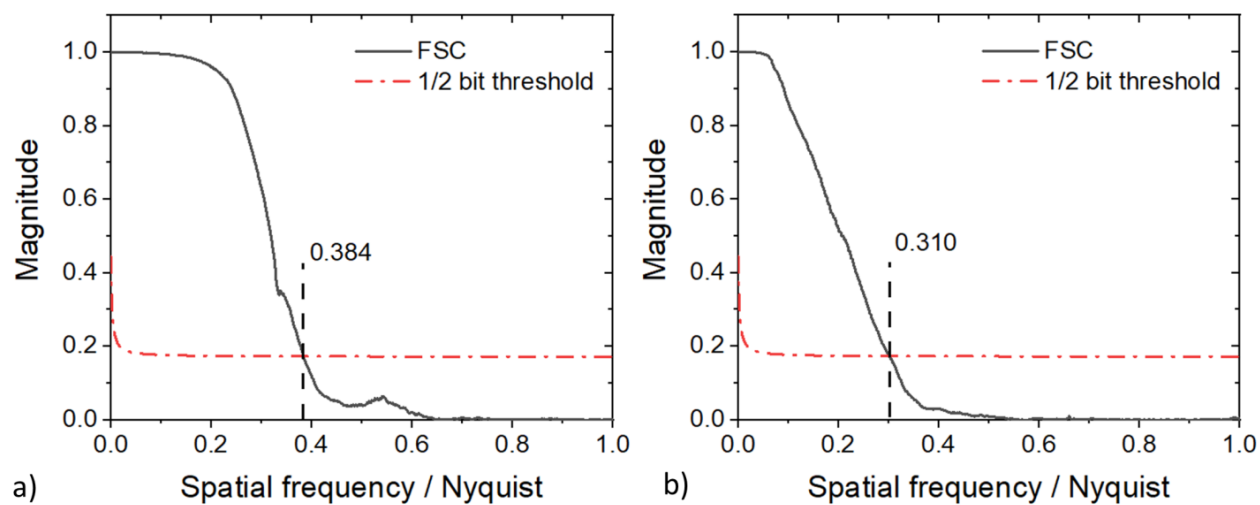 FSC
1/2 bit threshold
Magnitude
1.0
0.8
0.6
0.4
0.2
0.0
0.384
0.0 0.2 0.4 0.6 0.8 1.0
a) Spatial frequency / Nyquist
FSC
1/2 bit threshold
Magnitude
1.0
0.8
0.6
0.4
0.2
0.0
0.310
0.0 0.2 0.4 0.6 0.8 1.0
b) Spatial frequency / Nyquist